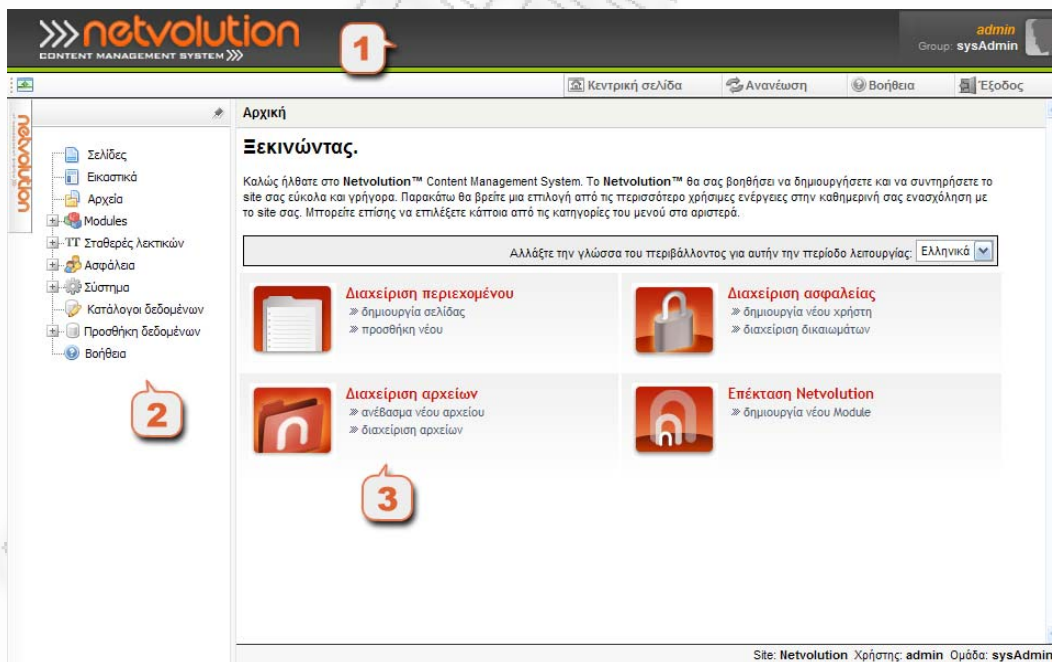 netvolution
CONTENT MANAGEMENT SYSTEM
1
admin
Group: sysAdmin
Κεντρική σελίδα
Ανανέωση
Βοήθεια
Έξοδος
netvolution
Σελίδες
Εικαστικά
Αρχεία
Modules
TT Σταθερές λεκτικών
Ασφάλεια
Σύστημα
Κατάλογοι δεδομένων
Προσθήκη δεδομένων
Βοήθεια
2
Αρχική
Ξεκινώντας.
Καλώς ήλθατε στο Netvolution™ Content Management System. Το Netvolution™ θα σας βοηθήσει να δημιουργήσετε και να συντηρήσετε το
site σας εύκολα και γρήγορα. Παρακάτω θα βρείτε μια επιλογή από τις περισσότερο χρήσιμες ενέργειες στην καθημερινή σας ενασχόληση με
το site σας. Μπορείτε επίσης να επιλέξετε κάποια από τις κατηγορίες του μενού στα αριστερά.
Αλλάξτε την γλώσσα του περιβάλλοντος για αυτήν την περίοδο λειτουργίας: Ελληνικά
Διαχείριση περιεχομένου
» δημιουργία σελίδας
» προσθήκη νέου
Διαχείριση ασφαλείας
» δημιουργία νέου χρήστη
» διαχείριση δικαιωμάτων
Διαχείριση αρχείων
» ανέβασμα νέου αρχείου
» διαχείριση αρχείων
Επέκταση Netvolution
» δημιουργία νέου Module
3
Site: Netvolution Χρήστης: admin Ομάδα: sysAdmin